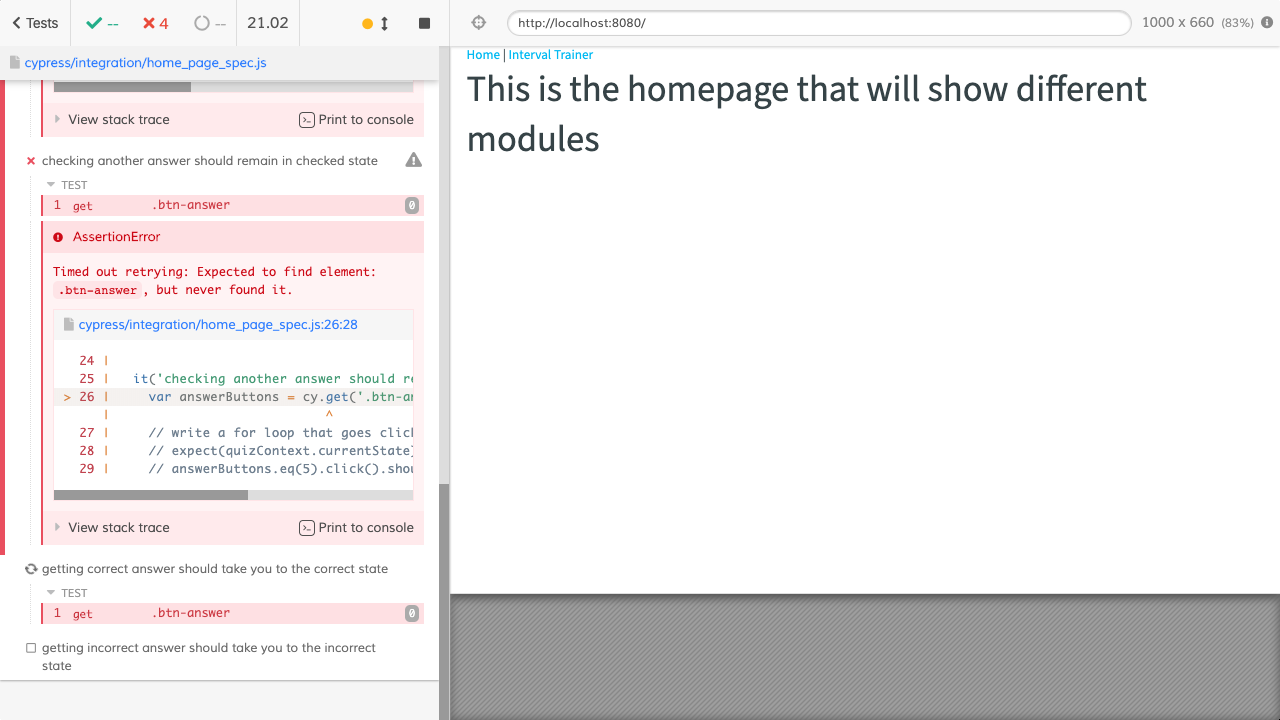 Tests
--
4
--
21.02
cypress/integration/home_page_spec.js
View stack trace
Print to console
checking another answer should remain in checked state
TEST
1 get .btn-answer 0
AssertionError
Timed out retrying: Expected to find element:
.btn-answer, but never found it.
cypress/integration/home_page_spec.js:26:28
24 |
25 | it('checking another answer should re
> 26 | var answerButtons = cy.get('.btn-an
| ^
27 | // write a for loop that goes click
28 | // expect(quizContext.currentState)
29 | // answerButtons.eq(5).click().shou
View stack trace
Print to console
getting correct answer should take you to the correct state
TEST
1 get .btn-answer 0
getting incorrect answer should take you to the incorrect
state
http://localhost:8080/
1000 x 660 (83%)
Home | Interval Trainer
This is the homepage that will show different
modules